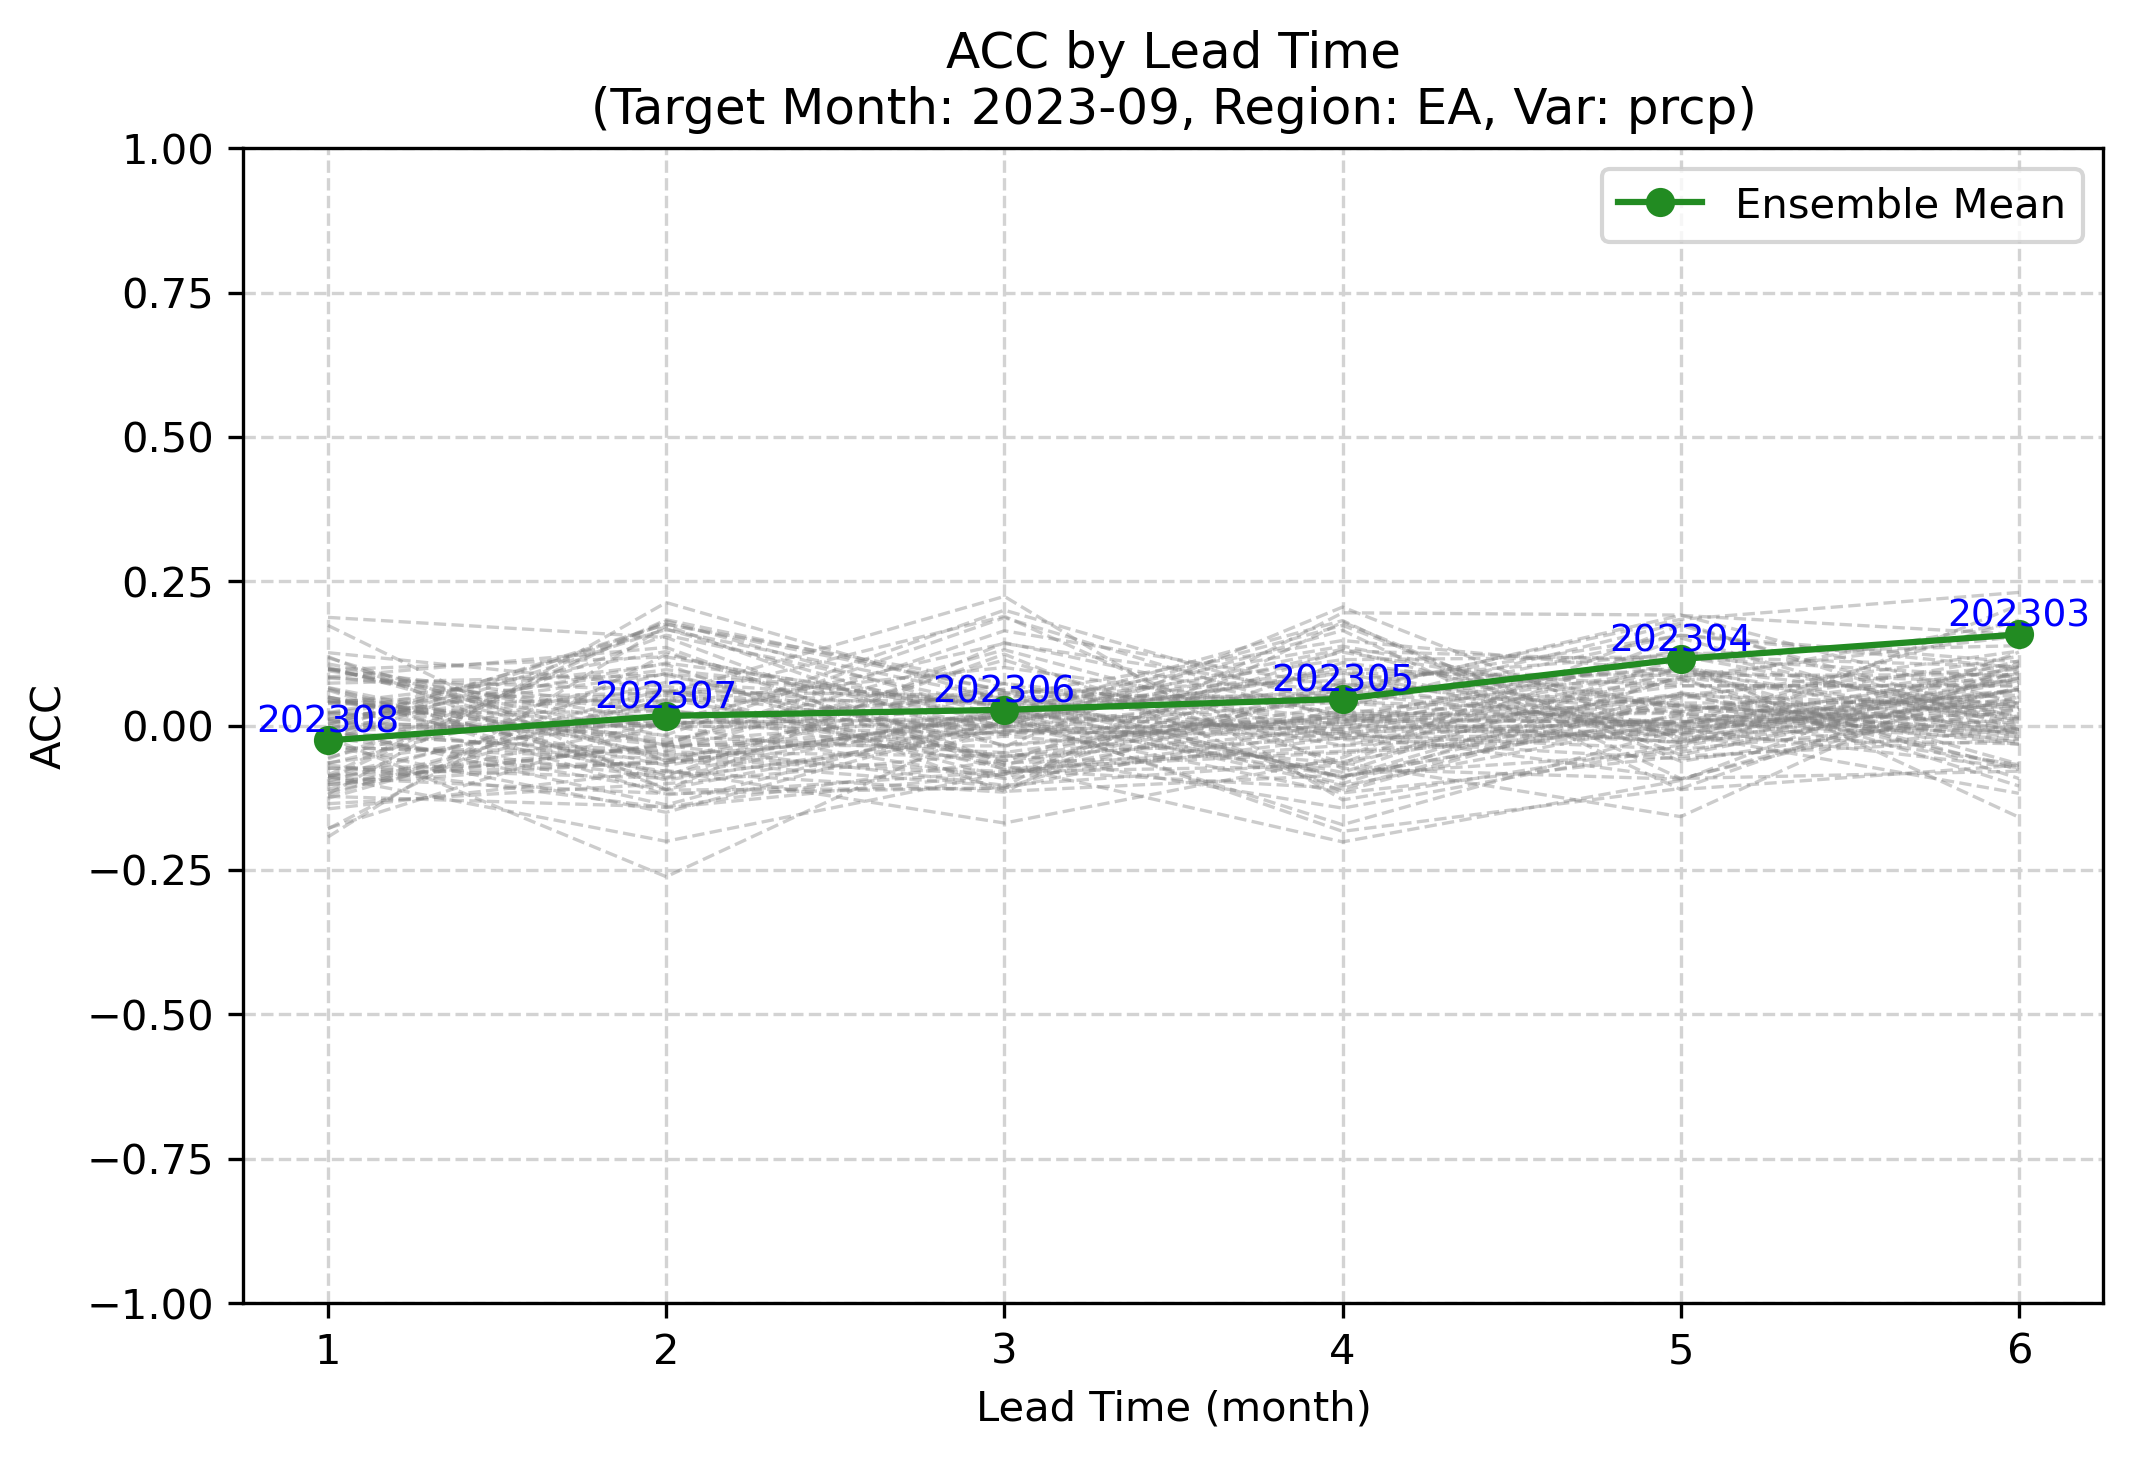 ACC by Lead Time
(Target Month: 2023-09, Region: EA, Var: prcp)
Ensemble Mean
1.00
0.75
0.50
0.25
0.00
−0.25
−0.50
−0.75
−1.00
ACC
202308
202307
202306
202305
202304
202303
1 2 3 4 5 6
Lead Time (month)